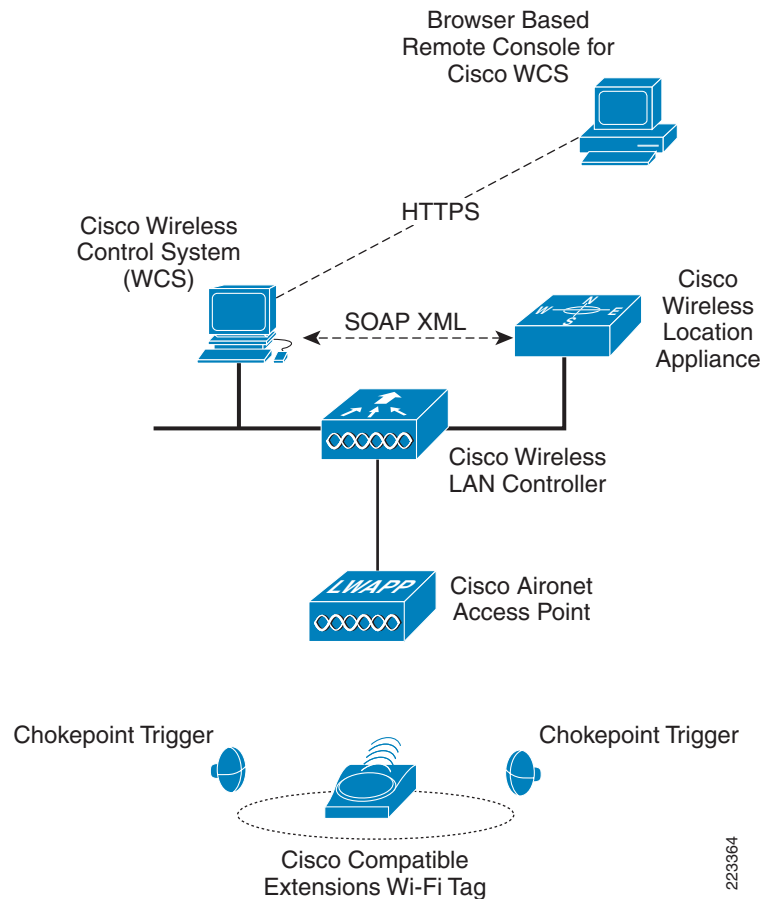 Browser Based
Remote Console for
Cisco WCS
HTTPS
Cisco Wireless
Control System
(WCS)
SOAP XML
N
W
E
S
Cisco
Wireless
Location
Appliance
Cisco Wireless
LAN Controller
LWAPP
Cisco Aironet
Access Point
Chokepoint Trigger
Chokepoint Trigger
Cisco Compatible
Extensions Wi-Fi Tag
223364